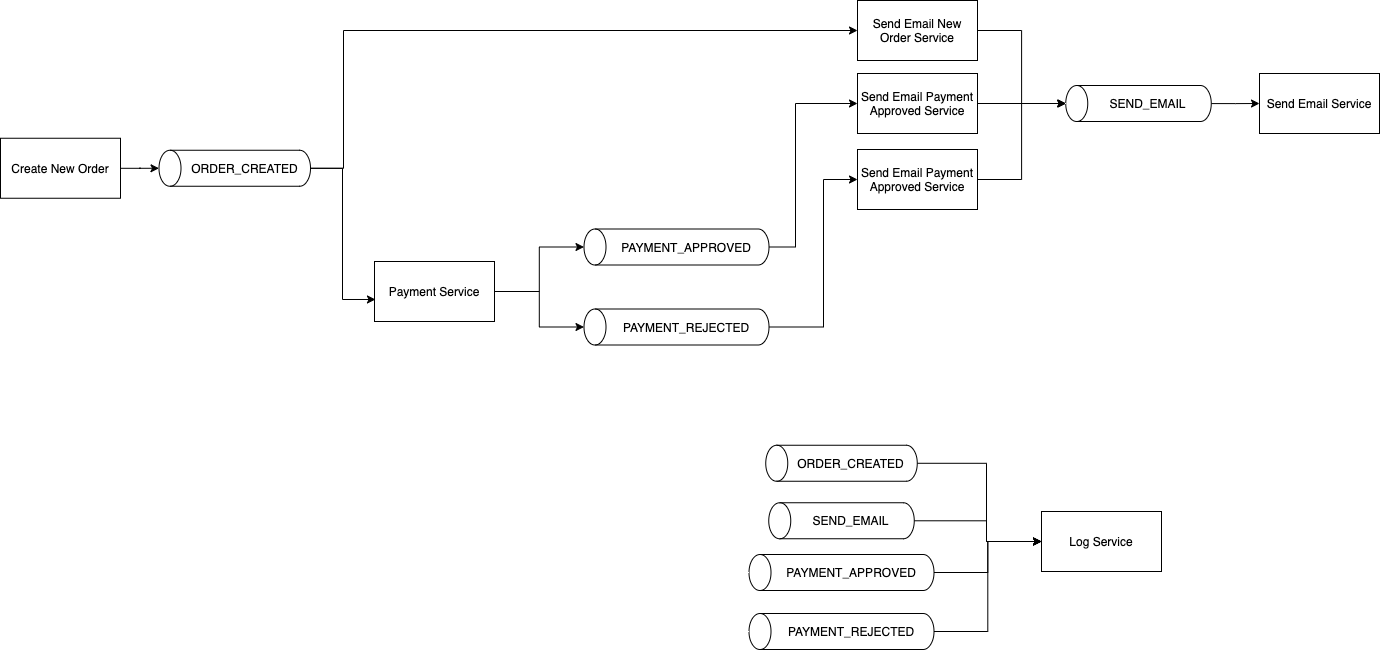 Send Email New
Order Service
Send Email Payment
Approved Service
SEND_EMAIL
Send Email Service
Create New Order
ORDER_CREATED
Send Email Payment
Approved Service
PAYMENT_APPROVED
Payment Service
PAYMENT_REJECTED
ORDER_CREATED
SEND_EMAIL
Log Service
PAYMENT_APPROVED
PAYMENT_REJECTED